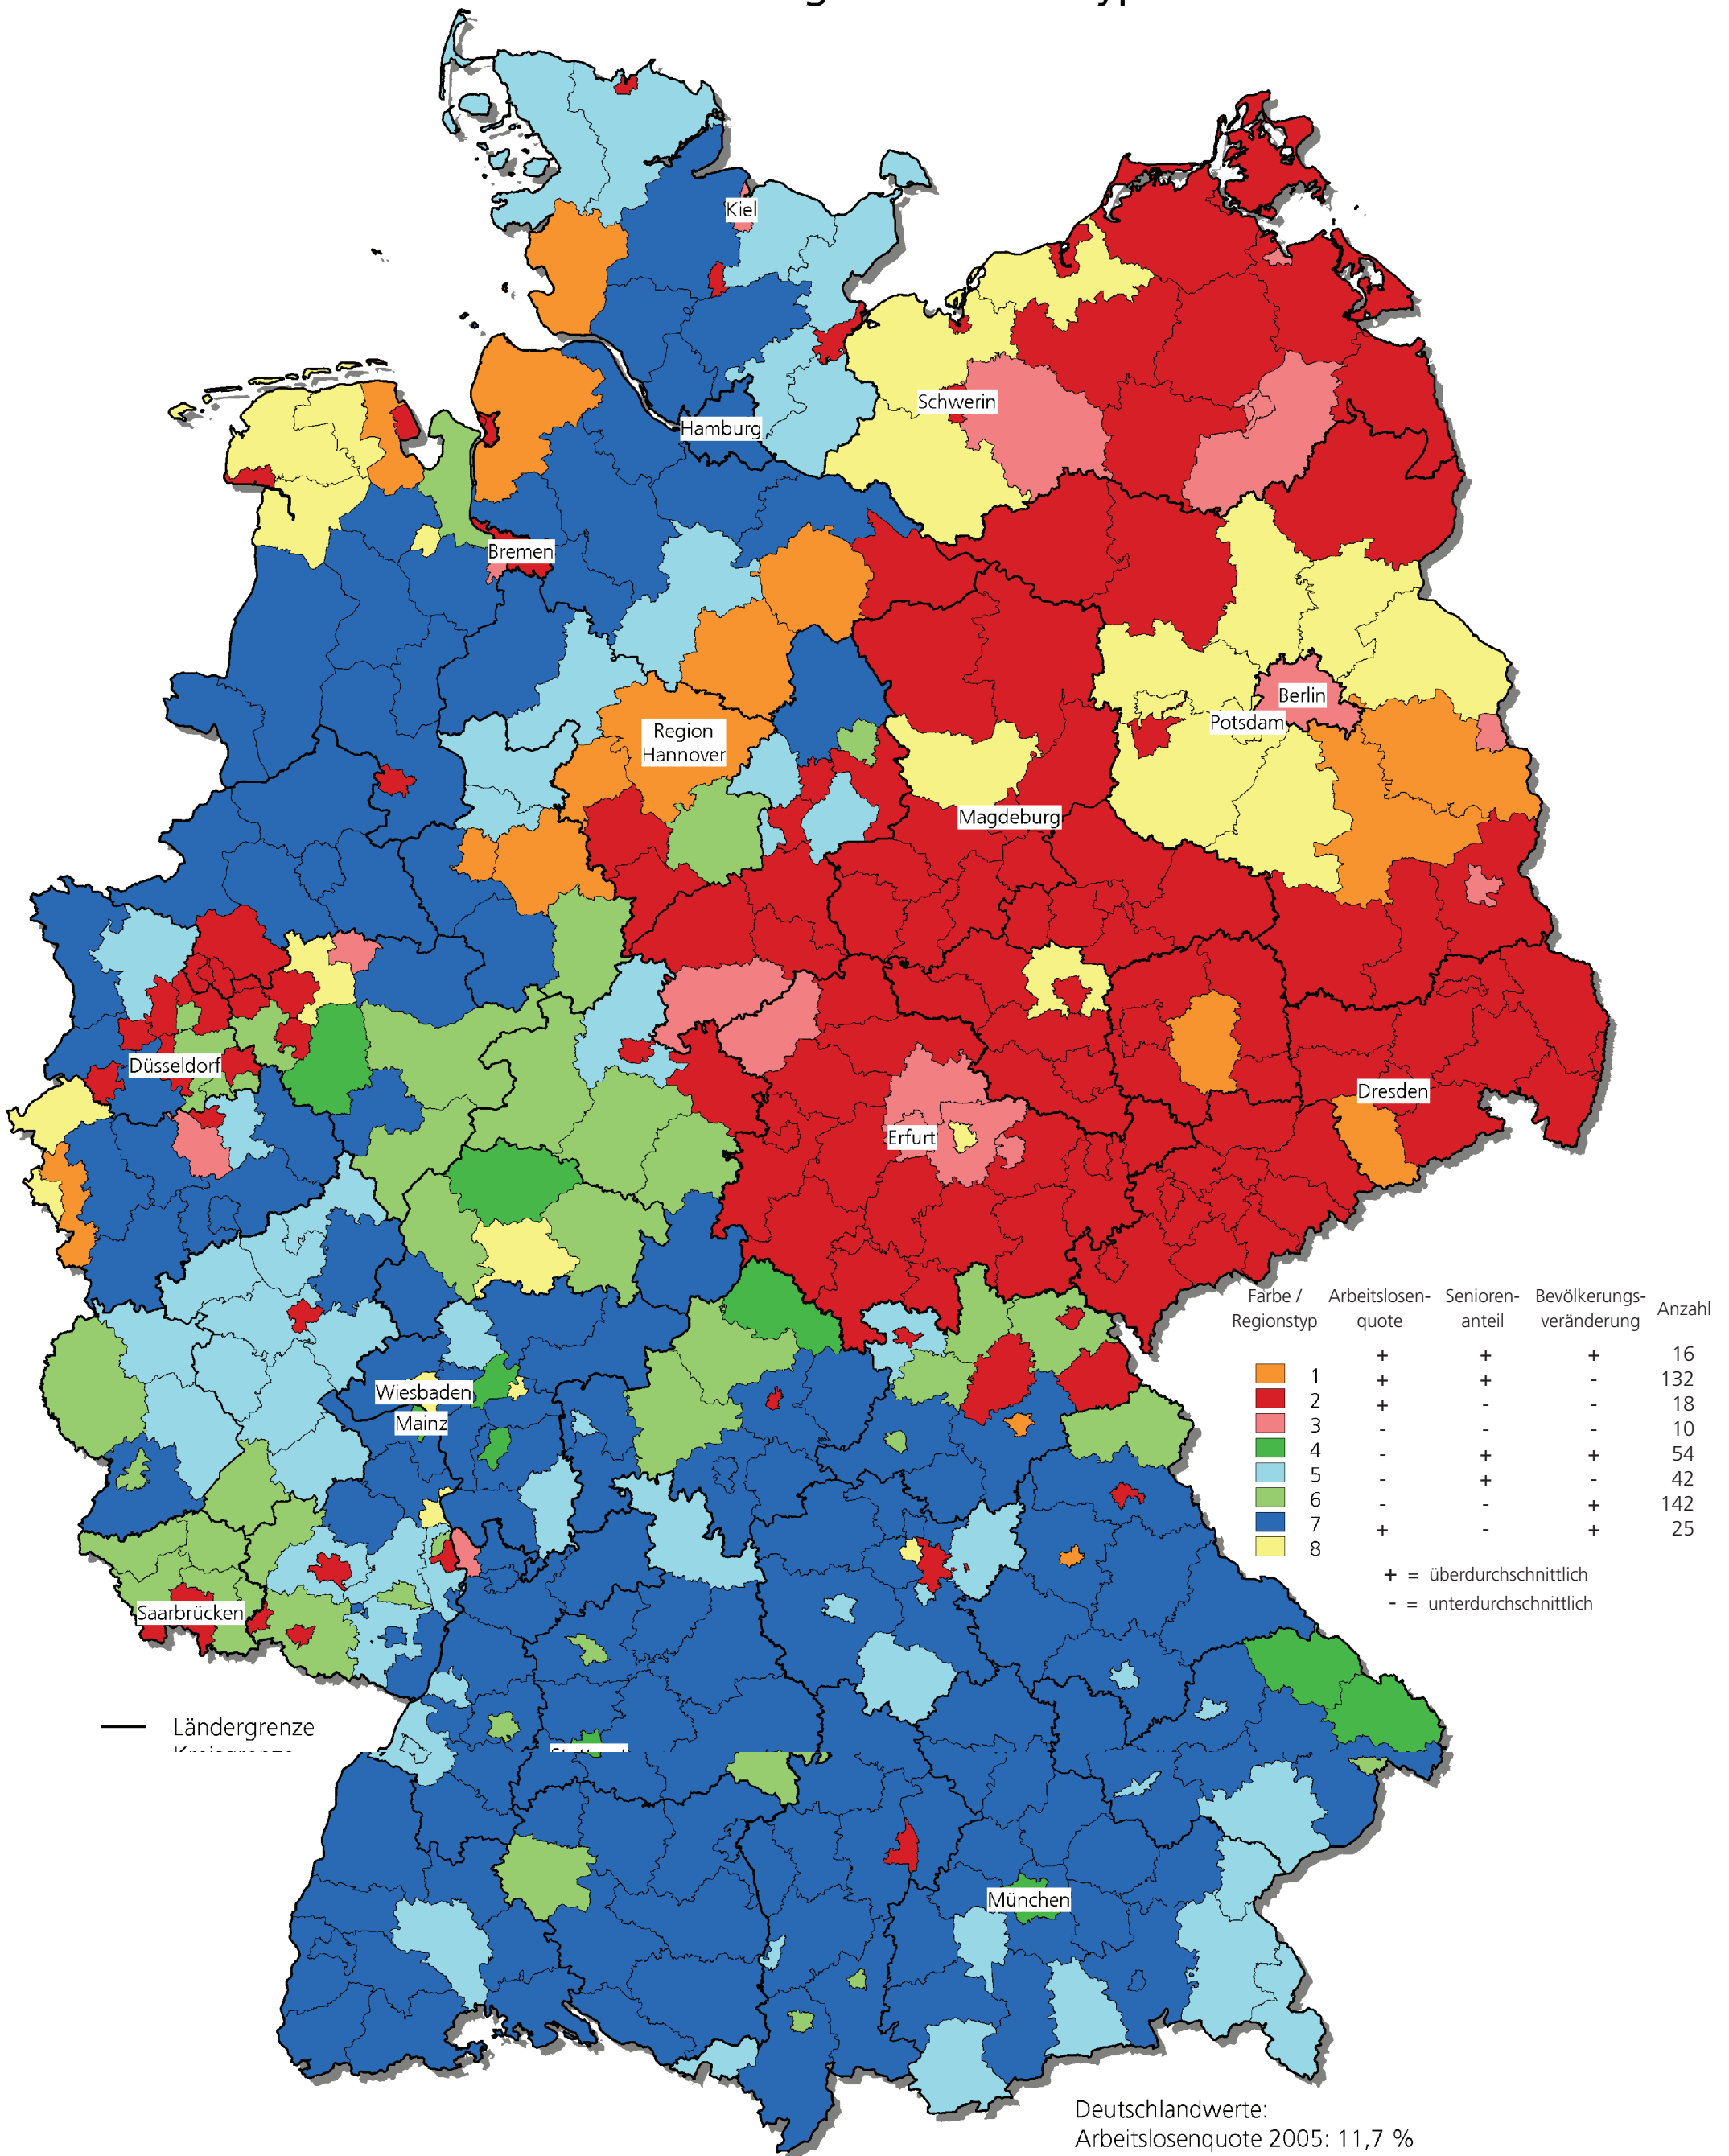 Kiel
Schwerin
Hamburg
Bremen
Berlin
Potsdam
Region
Hannover
Magdeburg
Düsseldorf
Dresden
Erfurt
Farbe / Arbeitslosen- Senioren- Bevölkerungs- Anzahl
Regionstyp quote anteil veränderung
+ + + 16
1 + + - 132
2 + - - 18
3 - - - 10
4 - + + 54
5 - + - 42
6 - - + 142
7 + - + 25
8
+ = überdurchschnittlich
- = unterdurchschnittlich
Wiesbaden
Mainz
Saarbrücken
Ländergrenze
München
Deutschlandwerte:
Arbeitslosenquote 2005: 11,7 %